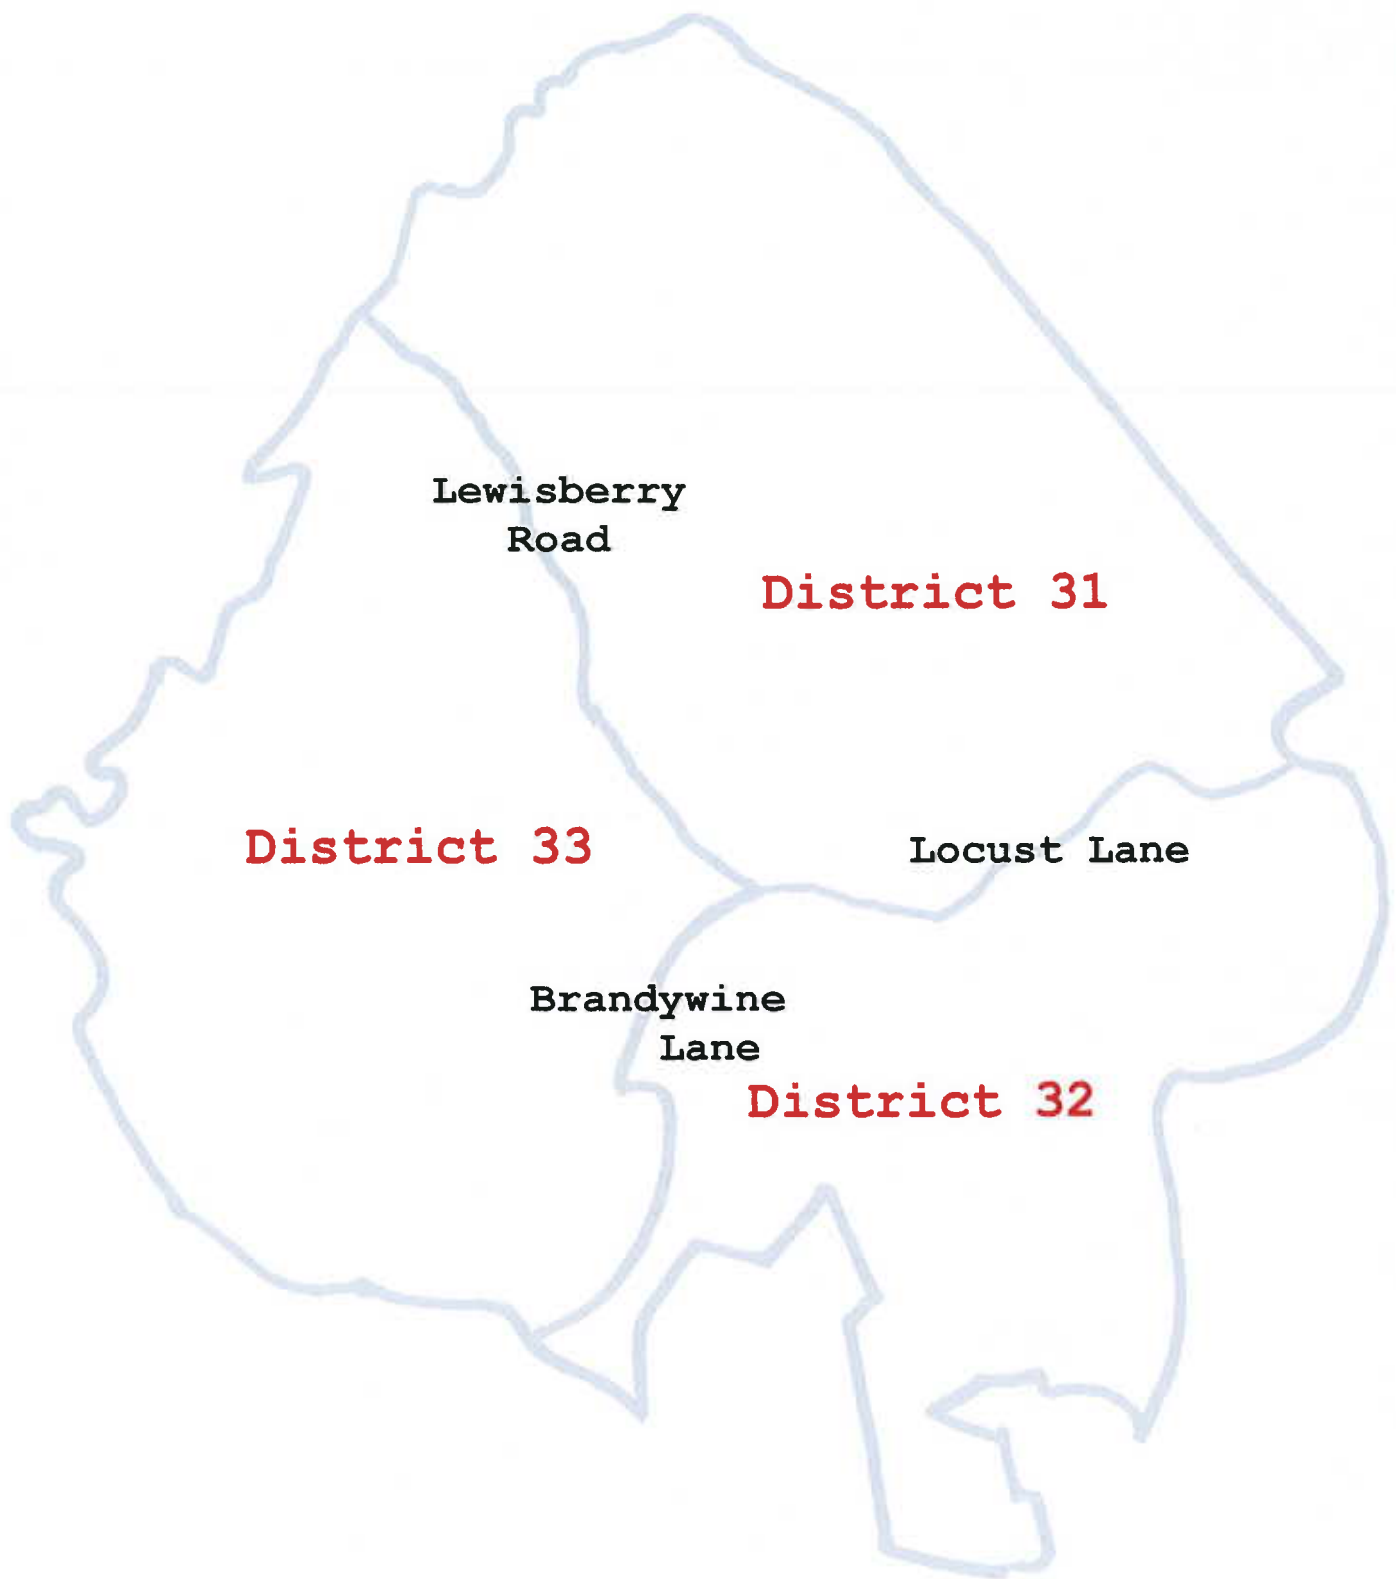 Lewisberry
Road
District 31
District 33
Locust Lane
Brandywine
Lane
District 32